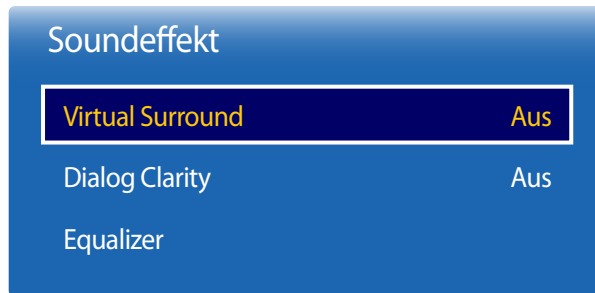 Soundeffekt
Virtual Surround Aus
Dialog Clarity Aus
Equalizer